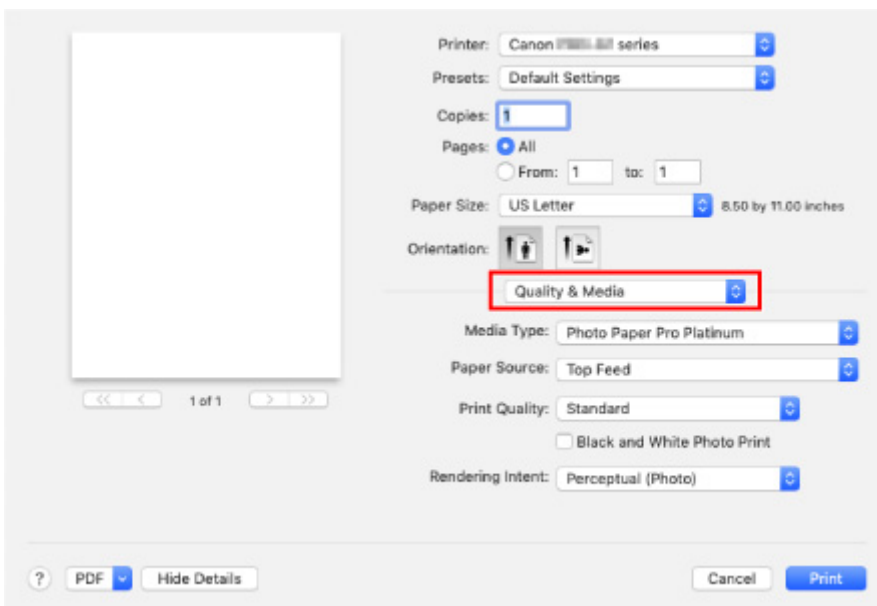 Printer: Canon series
Presets: Default Settings
Copies: 1
Pages: All
From: 1 to: 1
Paper Size: US Letter 8.50 by 11.00 inches
Orientation:
Quality & Media
Media Type: Photo Paper Pro Platinum
Paper Source: Top Feed
<< < 1 of 1 > >>
Print Quality: Standard
Black and White Photo Print
Rendering Intent: Perceptual (Photo)
? PDF Hide Details Cancel Print